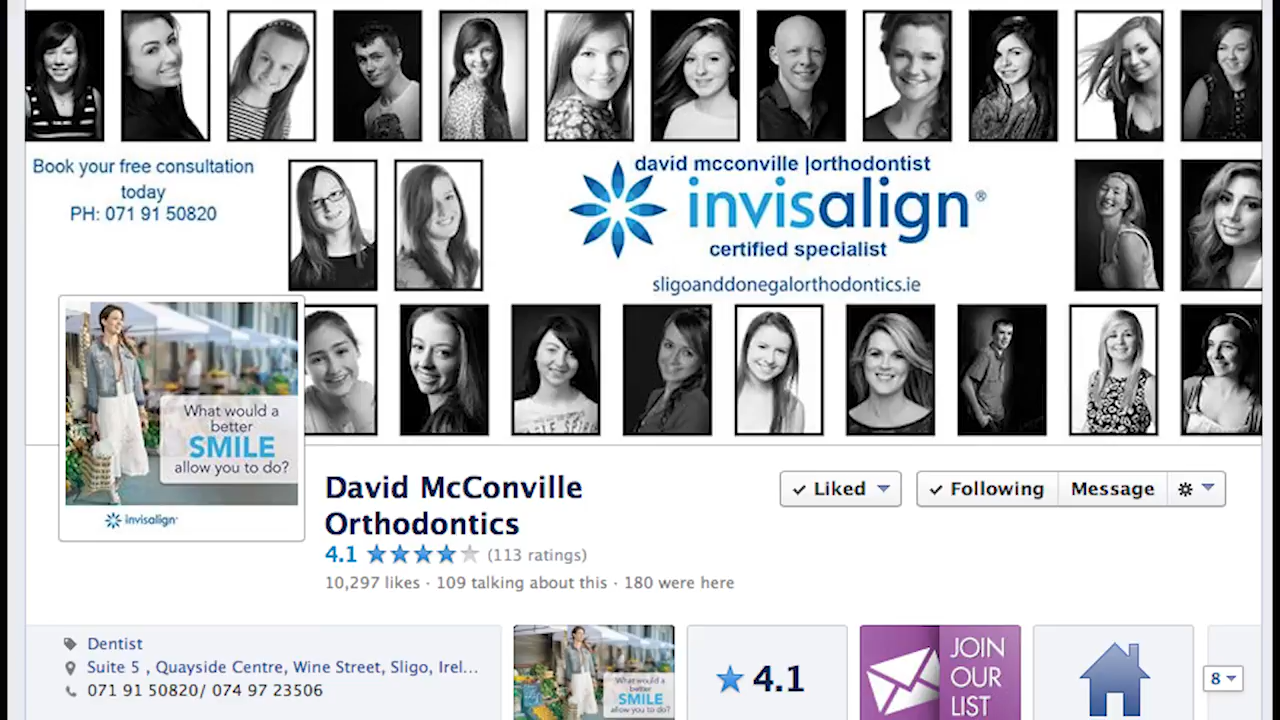 Book your free consultation
today
PH: 071 91 50820
david mcconville |orthodontist
invisalign®
certified specialist
sligoanddonegalorthodontics.ie
What would a
better
SMILE
allow you to do?
invisalign
David McConville
Orthodontics
Liked
Following
Message
4.1 (113 ratings)
10,297 likes · 109 talking about this · 180 were here
Dentist
Suite 5 , Quayside Centre, Wine Street, Sligo, Irel...
071 91 50820/ 074 97 23506
What would a
better
SMILE
allow you to do?
4.1
JOIN
OUR
LIST
8